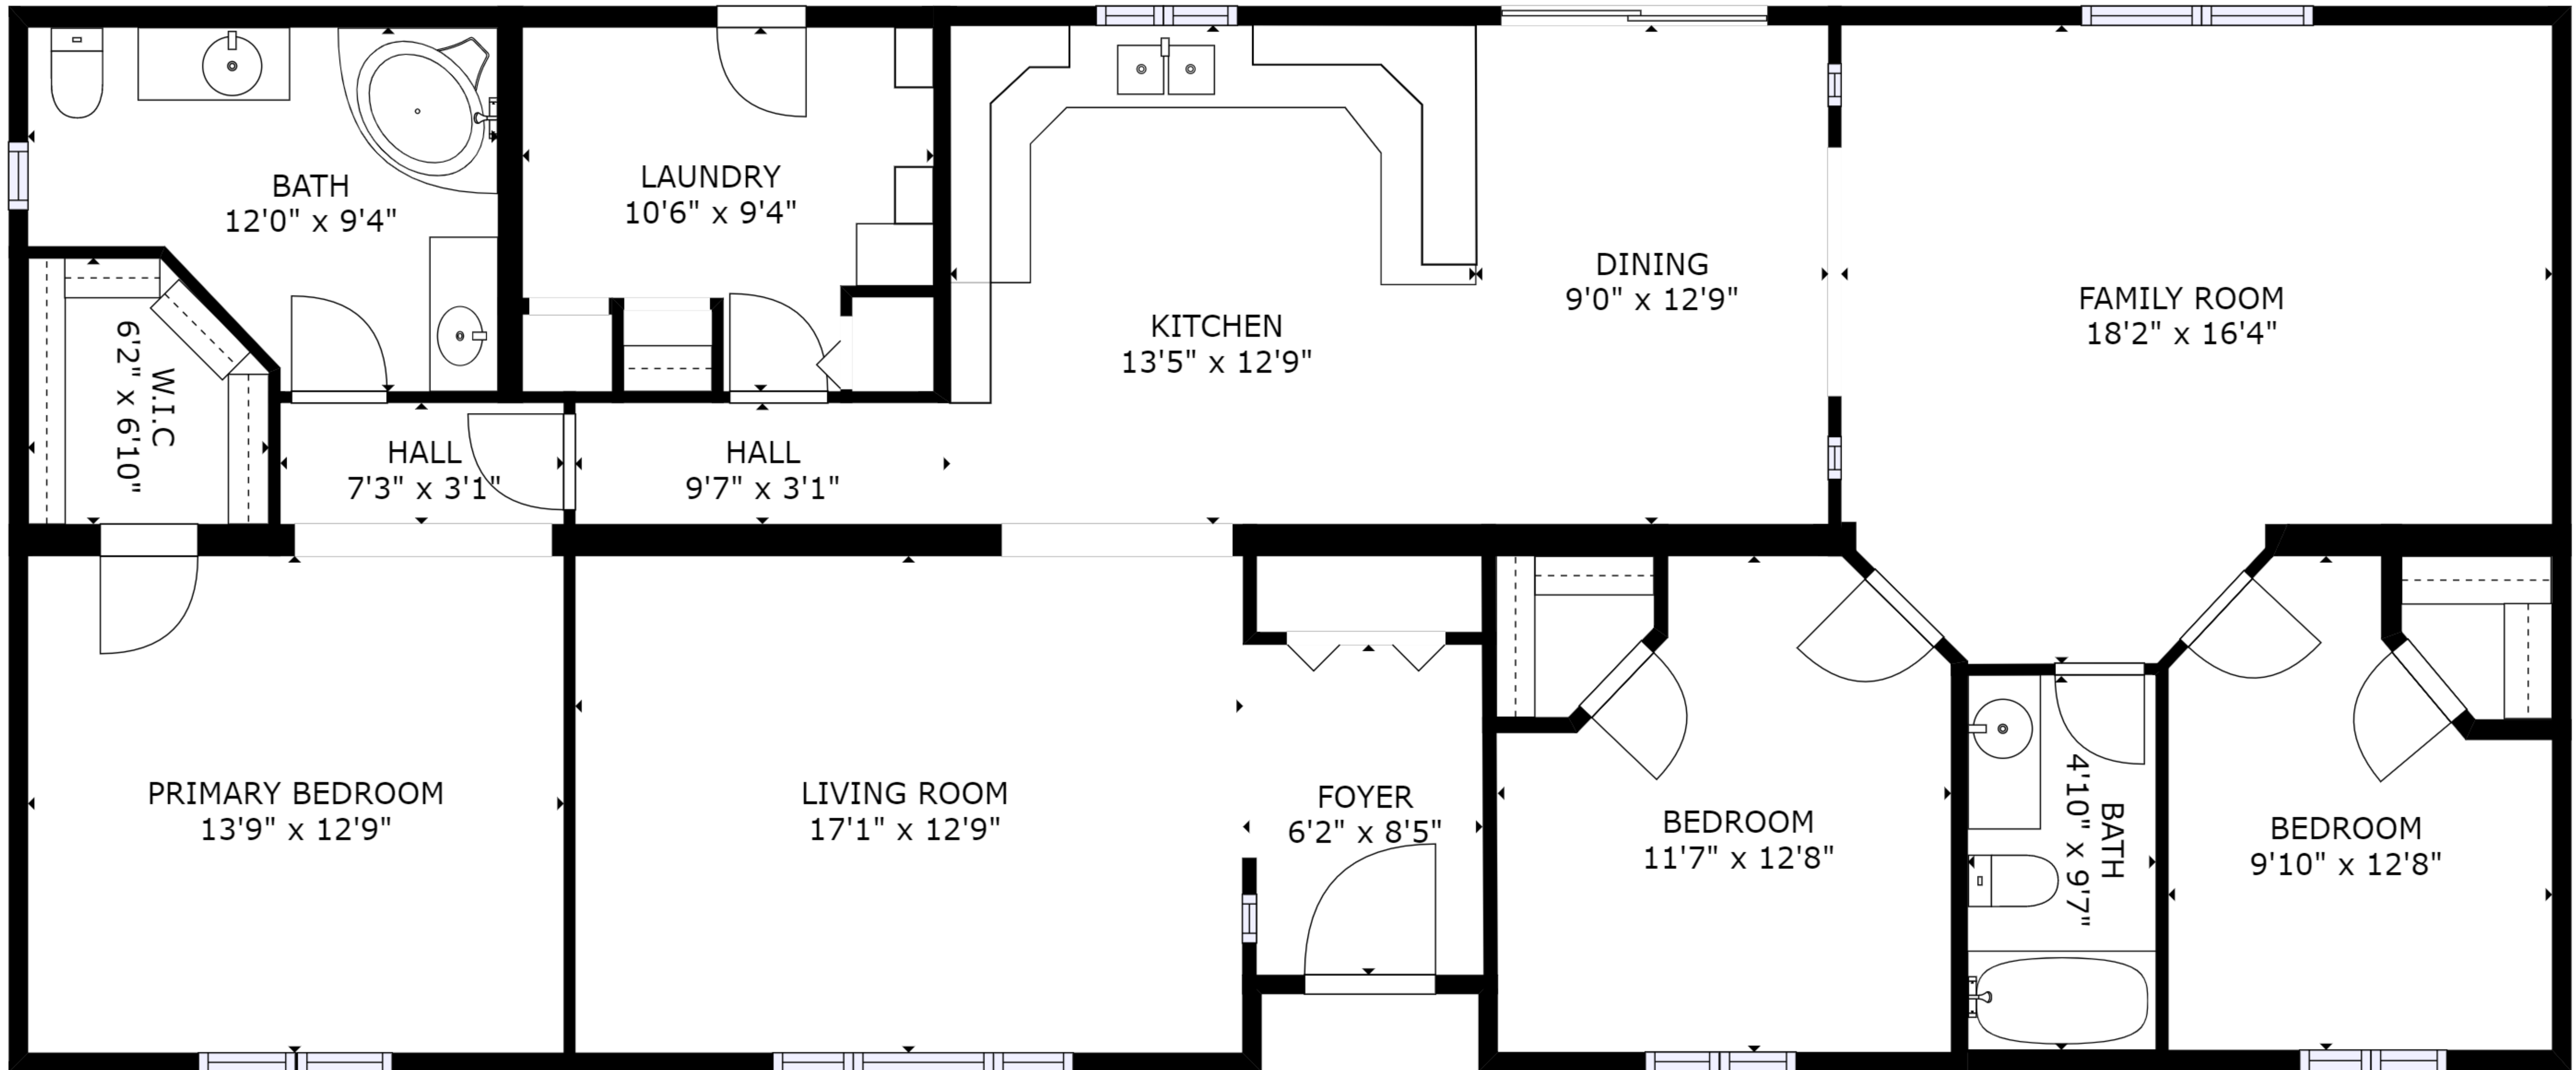 BATH
12'0" x 9'4"
LAUNDRY
10'6" x 9'4"
KITCHEN
13'5" x 12'9"
DINING
9'0" x 12'9"
FAMILY ROOM
18'2" x 16'4"
W.I.C
6'2" x 6'10"
HALL
7'3" x 3'1"
HALL
9'7" x 3'1"
PRIMARY BEDROOM
13'9" x 12'9"
LIVING ROOM
17'1" x 12'9"
FOYER
6'2" x 8'5"
BEDROOM
11'7" x 12'8"
BATH
4'10" x 9'7"
BEDROOM
9'10" x 12'8"